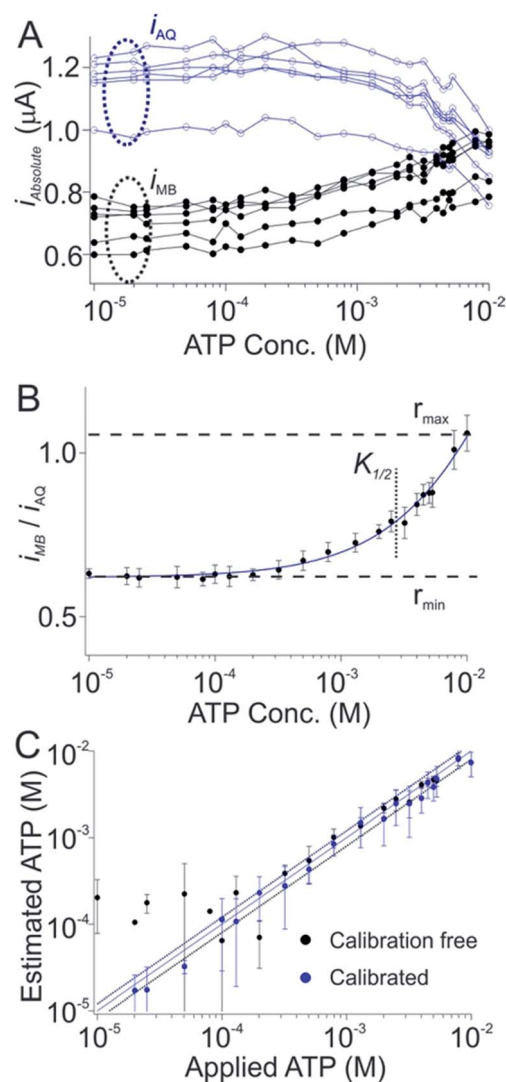 A
i_AQ
i_MB
i_Absolute (μA)
1.2
1.0
0.8
0.6
10⁻⁵ 10⁻⁴ 10⁻³ 10⁻²
ATP Conc. (M)
B
r_max
K_1/2
i_MB / i_AQ
1.0
0.5
r_min
10⁻⁵ 10⁻⁴ 10⁻³ 10⁻²
ATP Conc. (M)
C
Estimated ATP (M)
10⁻²
10⁻³
10⁻⁴
10⁻⁵
Calibration free
Calibrated
10⁻⁵ 10⁻⁴ 10⁻³ 10⁻²
Applied ATP (M)